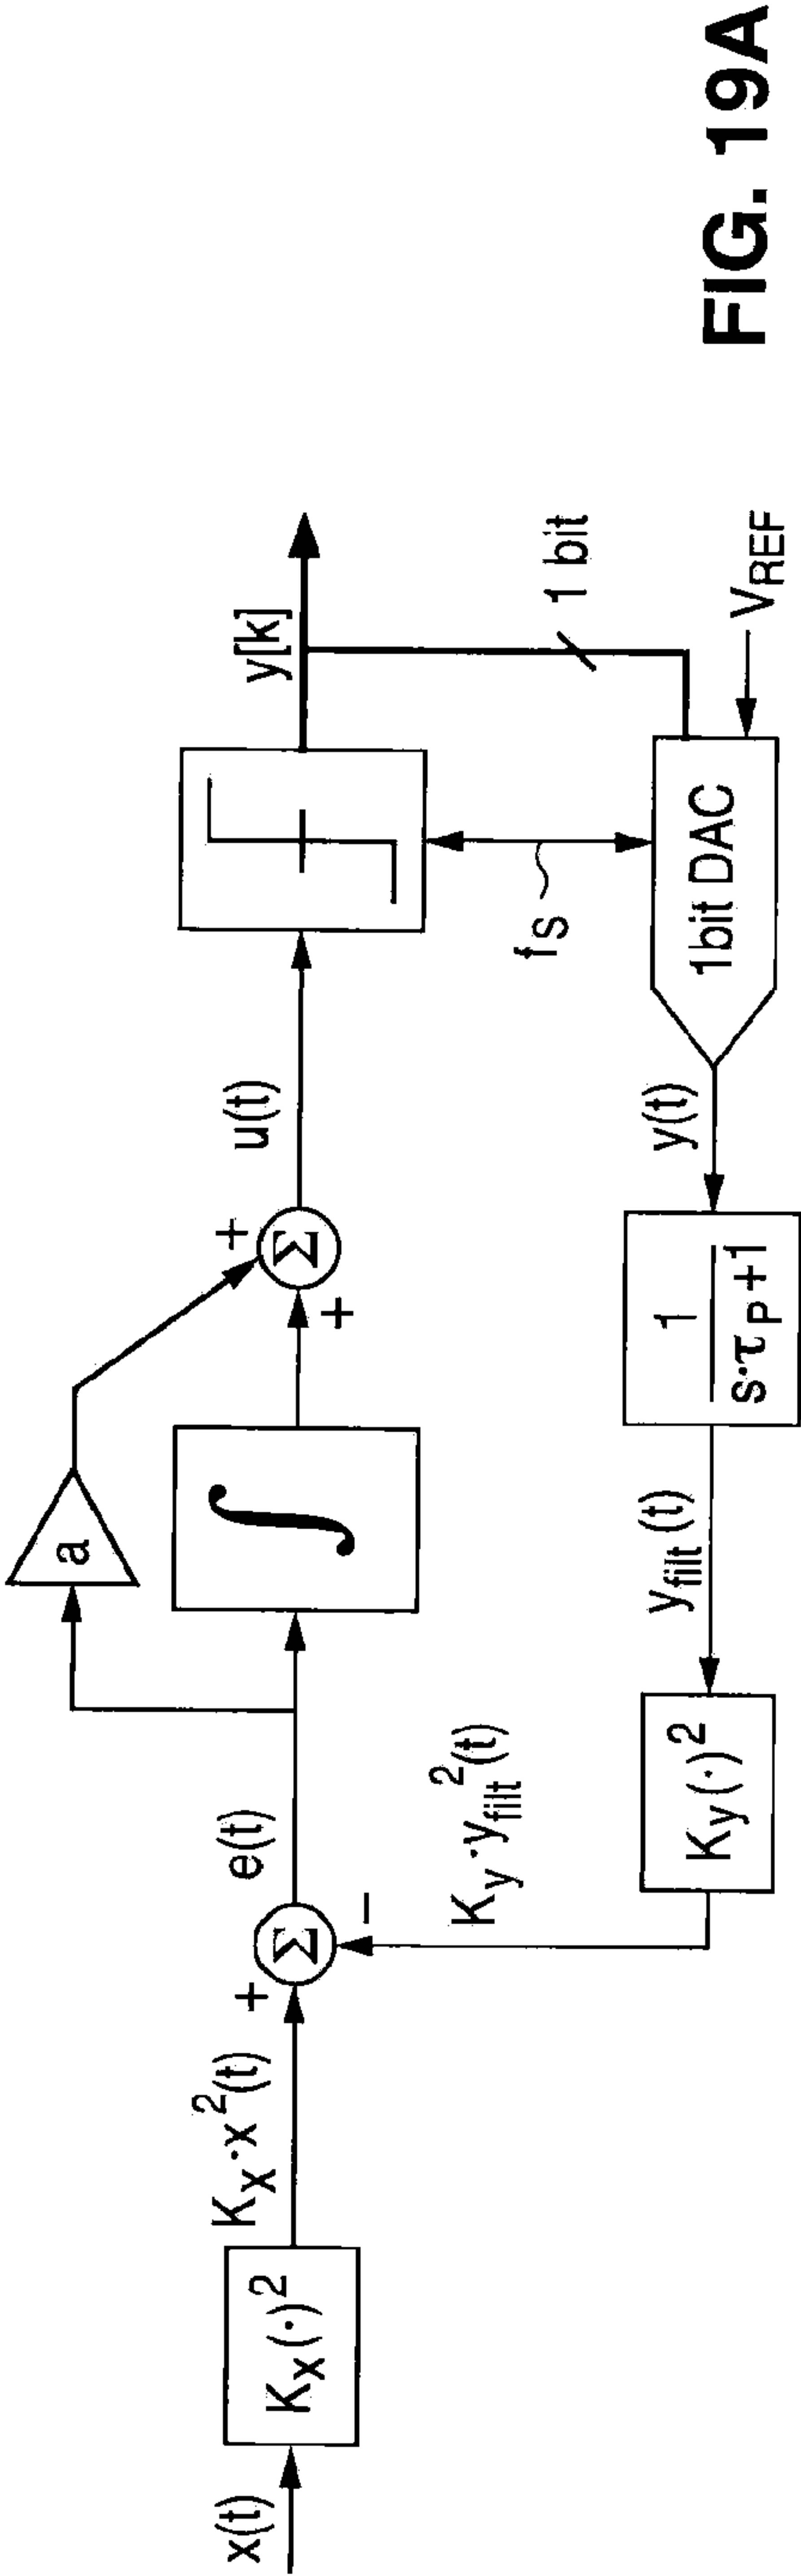 x(t)
Kx(·)²
Kx·x²(t)
+
Σ
−
e(t)
a
∫
+
+
Σ
u(t)
y[k]
1 bit
fS
VREF
1bit DAC
y(t)
1
s·τP+1
yfilt(t)
Ky(·)²
Ky·yfilt²(t)
FIG. 19A